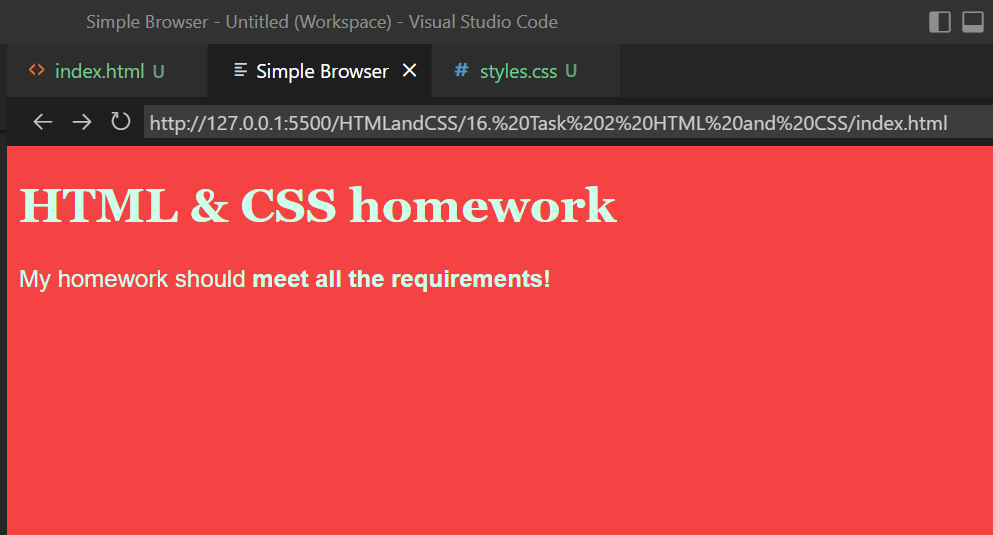 Simple Browser - Untitled (Workspace) - Visual Studio Code
<> index.html U Simple Browser × # styles.css U
http://127.0.0.1:5500/HTMLandCSS/16.%20Task%202%20HTML%20and%20CSS/index.html
HTML & CSS homework
My homework should meet all the requirements!